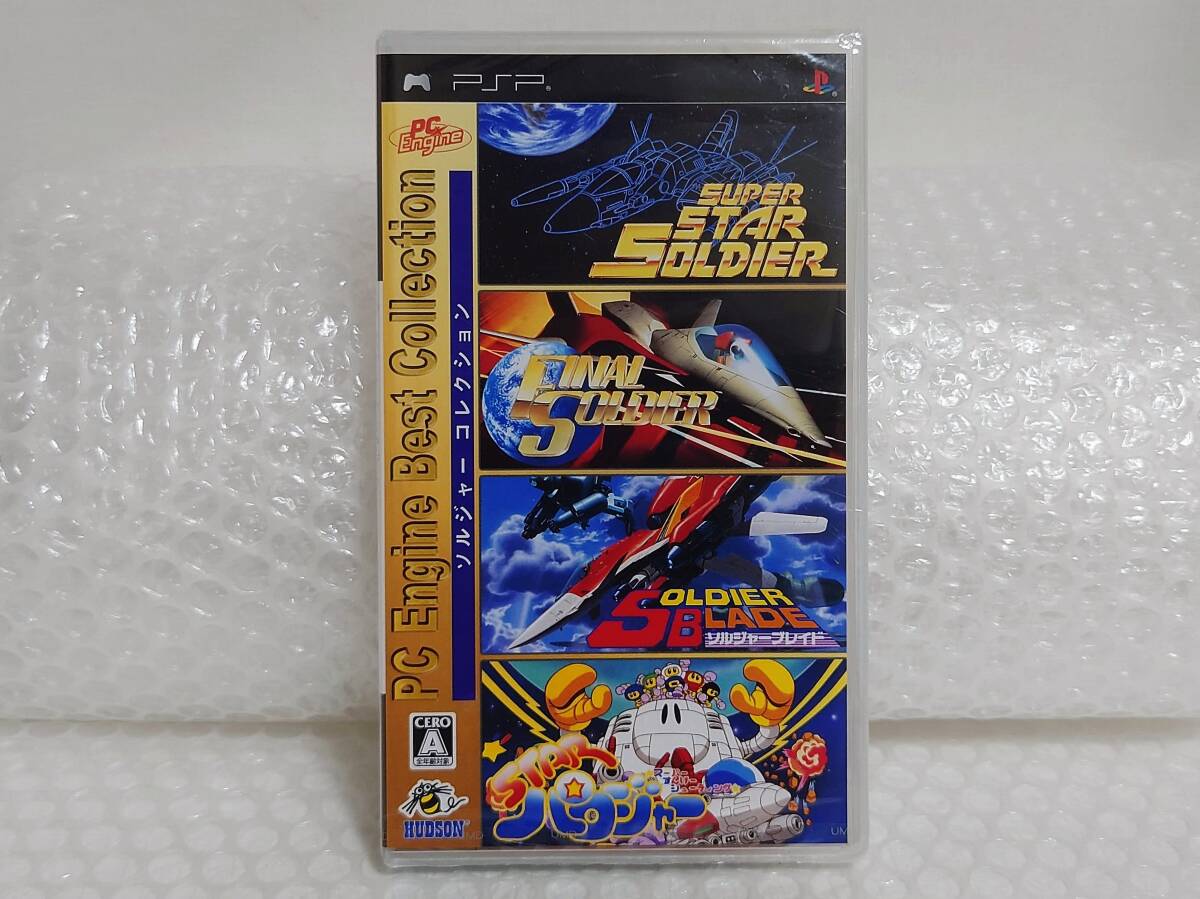 PSP
PC
Engine
PC Engine Best Collection
ソルジャー コレクション
SUPER
STAR
SOLDIER
FINAL
SOLDIER
SOLDIER
BLADE
ソルジャーブレイド
STAR
パロジャー
CERO
A
全年齢対象
HUDSON
UMD
UM